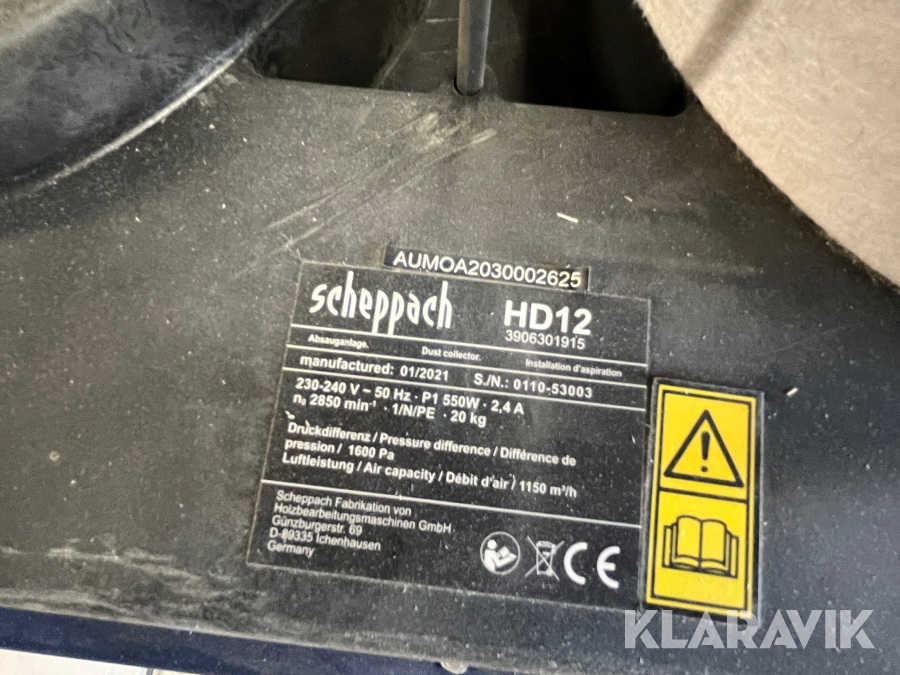 AUMOA2030002625
scheppach HD12
3906301915
Absauganlage. Dust collector. Installation d'aspiration
manufactured: 01/2021 S./N.: 0110-53003
230-240 V ~ 50 Hz · P1 550W · 2,4 A
n₀ 2850 min⁻¹ · 1/N/PE · 20 kg
Druckdifferenz / Pressure difference / Différence de
pression / 1600 Pa
Luftleistung / Air capacity / Débit d'air / 1150 m³/h
Scheppach Fabrikation von
Holzbearbeitungsmaschinen GmbH
Günzburgerstr. 69
D-89335 Ichenhausen
Germany
CE
KLARAVIK